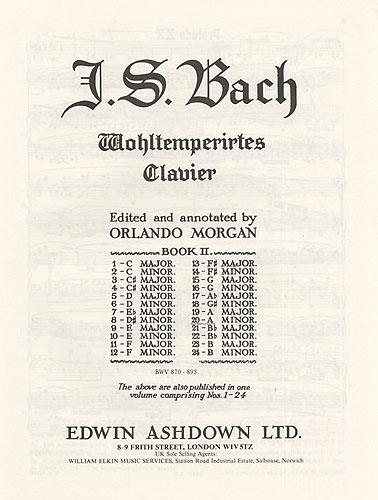 Prelude XX.
J.S. Bach
Wohltemperirtes
Clavier
Edited and annotated by
ORLANDO MORGAN
BOOK II.
1 - C MAJOR.
2 - C MINOR.
3 - C♯ MAJOR.
4 - C♯ MINOR.
5 - D MAJOR.
6 - D MINOR.
7 - E♭ MAJOR.
8 - D♯ MINOR.
9 - E MAJOR.
10 - E MINOR.
11 - F MAJOR.
12 - F MINOR.
13 - F♯ MAJOR.
14 - F♯ MINOR.
15 - G MAJOR.
16 - G MINOR.
17 - A♭ MAJOR.
18 - G♯ MINOR.
19 - A MAJOR.
20 - A MINOR.
21 - B♭ MAJOR.
22 - B♭ MINOR.
23 - B MAJOR.
24 - B MINOR.
BWV 870 - 893
The above are also published in one
volume comprising Nos. 1-24
EDWIN ASHDOWN LTD.
8-9 FRITH STREET, LONDON W1V 5TZ
UK Sole Selling Agents:
WILLIAM ELKIN MUSIC SERVICES, Station Road Industrial Estate, Salhouse, Norwich